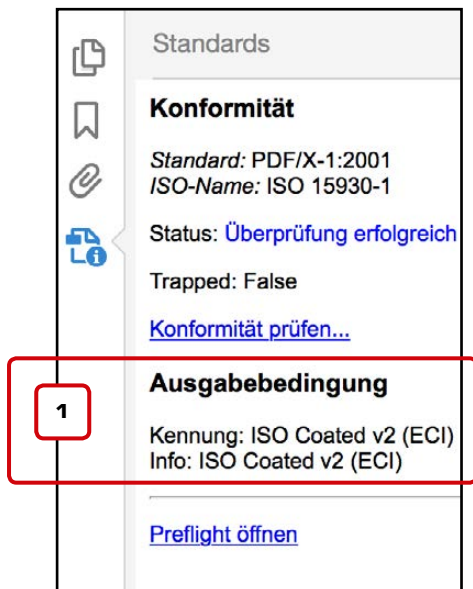 Standards
Konformität
Standard: PDF/X-1:2001
ISO-Name: ISO 15930-1
Status: Überprüfung erfolgreich
Trapped: False
Konformität prüfen...
1
Ausgabebedingung
Kennung: ISO Coated v2 (ECI)
Info: ISO Coated v2 (ECI)
Preflight öffnen